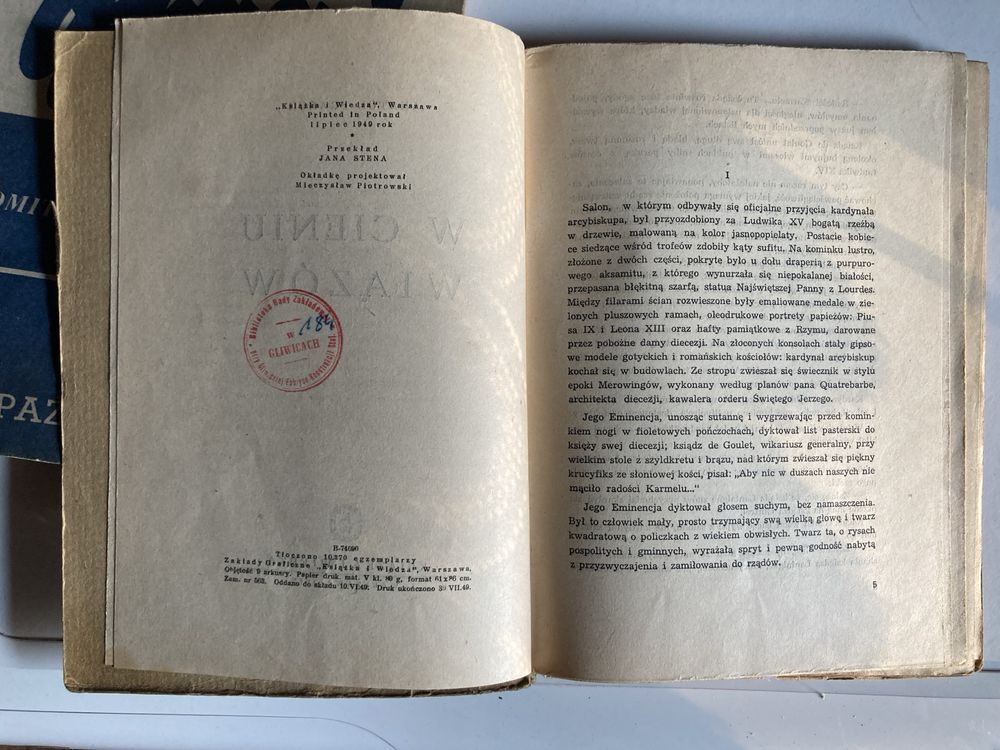 OMIN
PAŹ
„Książka i Wiedza", Warszawa
Printed in Poland
lipiec 1949 rok
*
Przekład
JANA STENA
Okładkę projektował
Mieczysław Piotrowski
W CIENIU
WIĄZÓW
Biblioteka Rady Zakładowej
184
w
GLIWICACH
przy Gliwickiej Fabryce
B-74690
Tłoczono 10.370 egzemplarzy
Zakłady Graficzne „Książka i Wiedza", Warszawa,
Objętość 9 arkuszy. Papier druk. mat. V kl. 80 g, format 61x86 cm.
Zam. nr 563. Oddano do składu 10.VI.49. Druk ukończono 30 VII.49.
I
Salon, w którym odbywały się oficjalne przyjęcia kardynała
arcybiskupa, był przyozdobiony za Ludwika XV bogatą rzeźbą
w drzewie, malowaną na kolor jasnopopielaty. Postacie kobie-
ce siedzące wśród trofeów zdobiły kąty sufitu. Na kominku lustro,
złożone z dwóch części, pokryte było u dołu draperią z purpuro-
wego aksamitu, z którego wynurzała się niepokalanej białości,
przepasana błękitną szarfą, statua Najświętszej Panny z Lourdes.
Między filarami ścian rozwieszone były emaliowane medale w zie-
lonych pluszowych ramach, oleodrukowe portrety papieżów: Piu-
sa IX i Leona XIII oraz hafty pamiątkowe z Rzymu, darowane
przez pobożne damy diecezji. Na złoconych konsolach stały gipso-
we modele gotyckich i romańskich kościołów: kardynał arcybiskup
kochał się w budowlach. Ze stropu zwieszał się świecznik w stylu
epoki Merowingów, wykonany według planów pana Quatrebarbe,
architekta diecezji, kawalera orderu Świętego Jerzego.
Jego Eminencja, unosząc sutannę i wygrzewając przed komin-
kiem nogi w fioletowych pończochach, dyktował list pasterski do
księży swej diecezji; ksiądz de Goulet, wikariusz generalny, przy
wielkim stole z szyldkretu i brązu, nad którym zwieszał się piękny
krucyfiks ze słoniowej kości, pisał: „Aby nic w duszach naszych nie
mąciło radości Karmelu..."
Jego Eminencja dyktował głosem suchym, bez namaszczenia.
Był to człowiek mały, prosto trzymający swą wielką głowę i twarz
kwadratową o policzkach z wiekiem obwisłych. Twarz ta, o rysach
pospolitych i gminnych, wyrażała spryt i pewną godność nabytą
z przyzwyczajenia i zamiłowania do rządów.
5